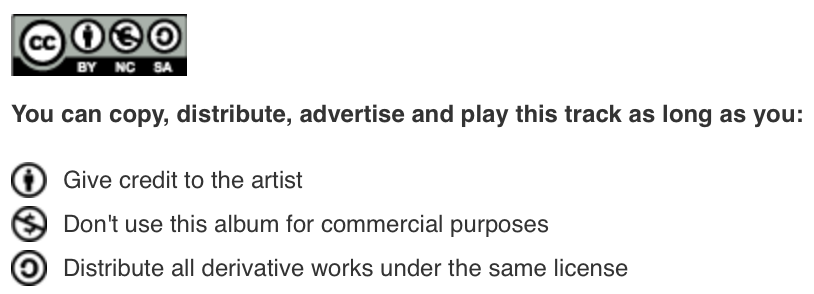 cc
BY NC SA
You can copy, distribute, advertise and play this track as long as you:
Give credit to the artist
Don't use this album for commercial purposes
Distribute all derivative works under the same license